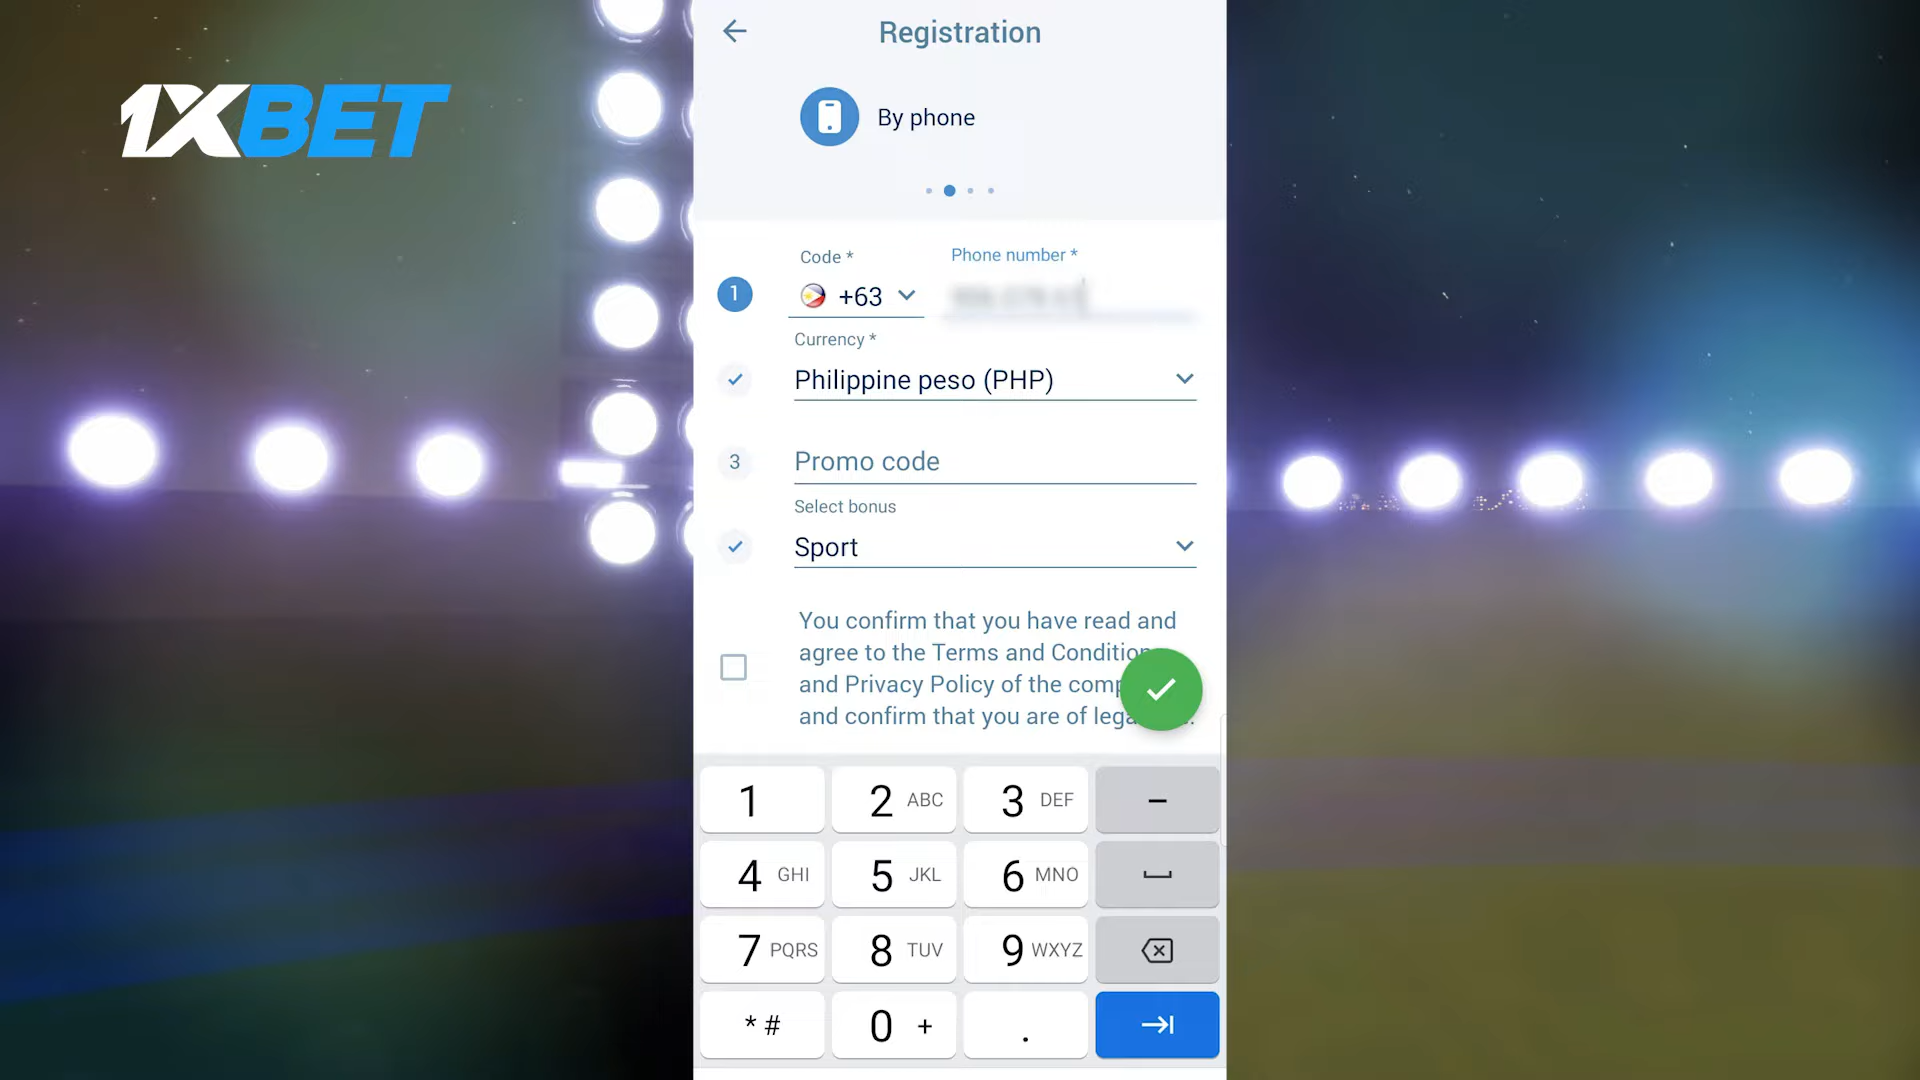 1XBET
Registration
By phone
Code *
Phone number *
1
+63
Currency *
Philippine peso (PHP)
3
Promo code
Select bonus
Sport
You confirm that you have read and
agree to the Terms and Condition
and Privacy Policy of the comp
and confirm that you are of lega
1
2 ABC
3 DEF
-
4 GHI
5 JKL
6 MNO
7 PQRS
8 TUV
9 WXYZ
* #
0 +
.